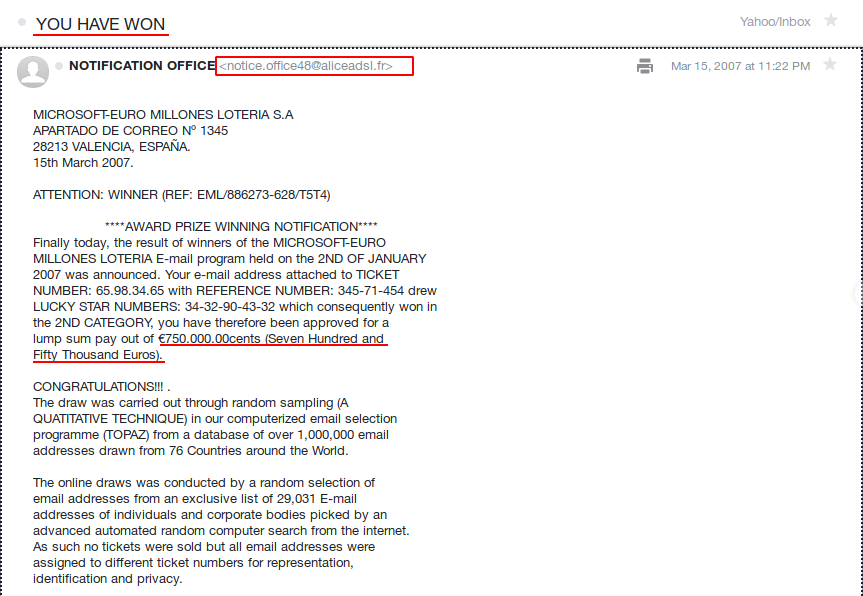 YOU HAVE WON
Yahoo/Inbox
NOTIFICATION OFFICE <notice.office48@aliceadsl.fr>
Mar 15, 2007 at 11:22 PM
MICROSOFT-EURO MILLONES LOTERIA S.A
APARTADO DE CORREO Nº 1345
28213 VALENCIA, ESPAÑA.
15th March 2007.
ATTENTION: WINNER (REF: EML/886273-628/T5T4)
****AWARD PRIZE WINNING NOTIFICATION****
Finally today, the result of winners of the MICROSOFT-EURO
MILLONES LOTERIA E-mail program held on the 2ND OF JANUARY
2007 was announced. Your e-mail address attached to TICKET
NUMBER: 65.98.34.65 with REFERENCE NUMBER: 345-71-454 drew
LUCKY STAR NUMBERS: 34-32-90-43-32 which consequently won in
the 2ND CATEGORY, you have therefore been approved for a
lump sum pay out of €750.000.00cents (Seven Hundred and
Fifty Thousand Euros).
CONGRATULATIONS!!! .
The draw was carried out through random sampling (A
QUATITATIVE TECHNIQUE) in our computerized email selection
programme (TOPAZ) from a database of over 1,000,000 email
addresses drawn from 76 Countries around the World.
The online draws was conducted by a random selection of
email addresses from an exclusive list of 29,031 E-mail
addresses of individuals and corporate bodies picked by an
advanced automated random computer search from the internet.
As such no tickets were sold but all email addresses were
assigned to different ticket numbers for representation,
identification and privacy.